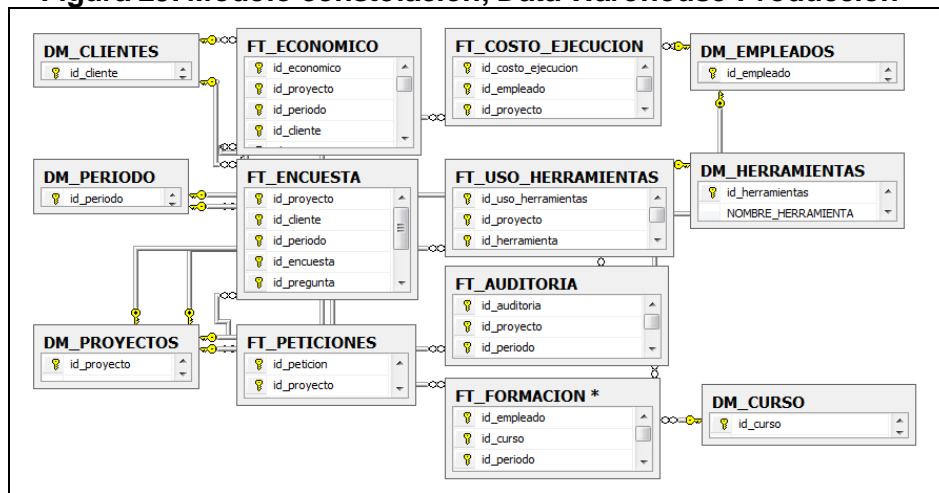 Figura 23. Modelo constelación, Data Warehouse Producción
DM_CLIENTES
id_cliente
FT_ECONOMICO
id_economico
id_proyecto
id_periodo
id_cliente
FT_COSTO_EJECUCION
id_costo_ejecucion
id_empleado
id_proyecto
DM_EMPLEADOS
id_empleado
DM_PERIODO
id_periodo
FT_ENCUESTA
id_proyecto
id_cliente
id_periodo
id_encuesta
id_pregunta
FT_USO_HERRAMIENTAS
id_uso_herramientas
id_proyecto
id_herramienta
DM_HERRAMIENTAS
id_herramientas
NOMBRE_HERRAMIENTA
FT_AUDITORIA
id_auditoria
id_proyecto
id_periodo
DM_PROYECTOS
id_proyecto
FT_PETICIONES
id_peticion
id_proyecto
FT_FORMACION *
id_empleado
id_curso
id_periodo
DM_CURSO
id_curso